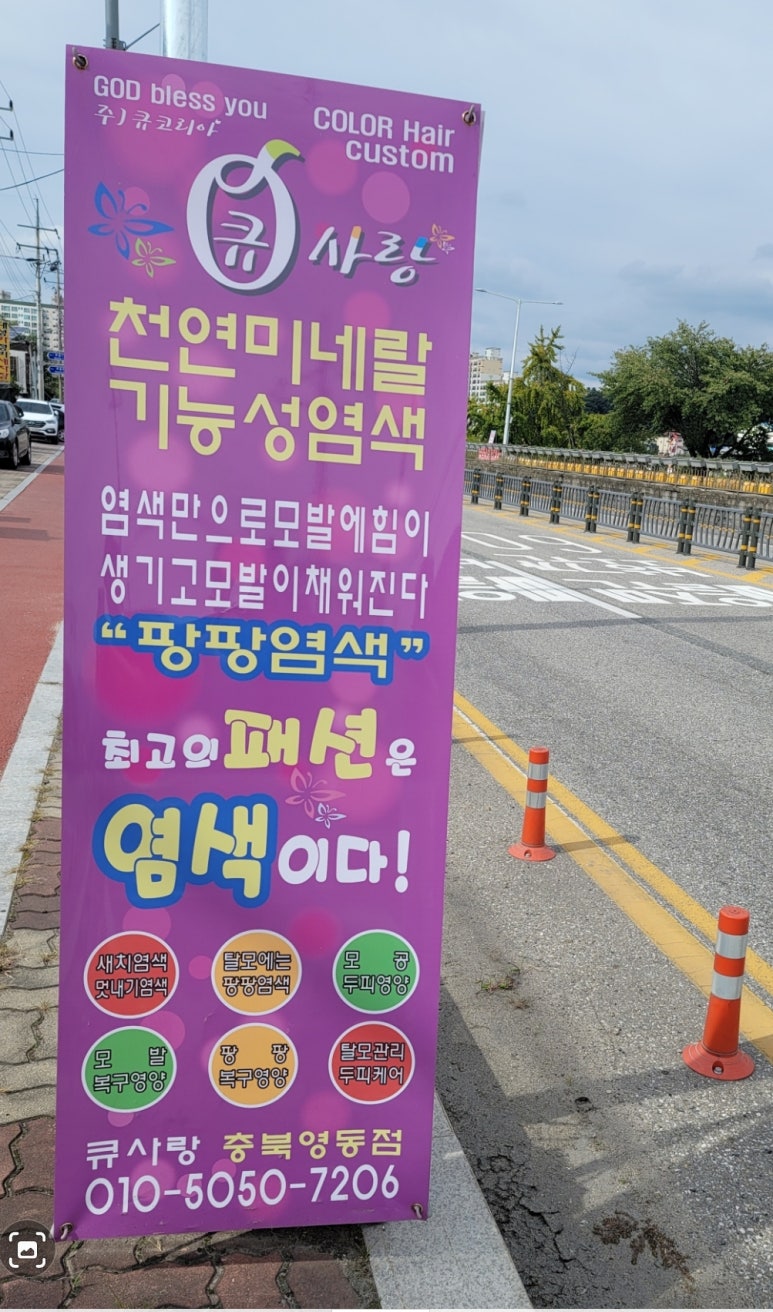 GOD bless you
주)큐코리아
COLOR Hair
custom
큐 사랑
천연미네랄
기능성염색
염색만으로모발에힘이
생기고모발이채워진다
“팡팡염색”
최고의패션은
염색이다!
새치염색
멋내기염색
탈모에는
팡팡염색
모 공
두피영양
모 발
복구영양
팡 팡
복구영양
탈모관리
두피케어
큐사랑 충북영동점
010-5050-7206